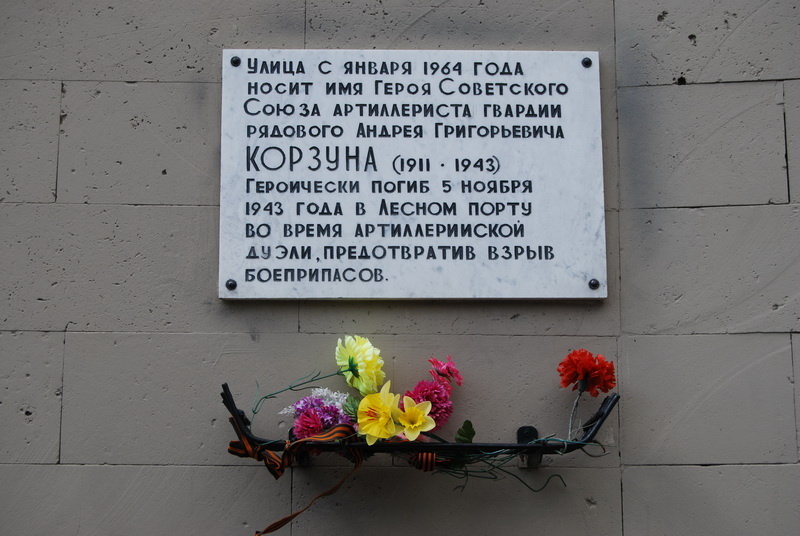 Улица с января 1964 года
носит имя Героя Советского
Союза артиллериста гвардии
рядового Андрея Григорьевича
КОРЗУНА (1911 · 1943)
Героически погиб 5 ноября
1943 года в Лесном порту
во время артиллерииской
дуэли, предотвратив взрыв
боеприпасов.